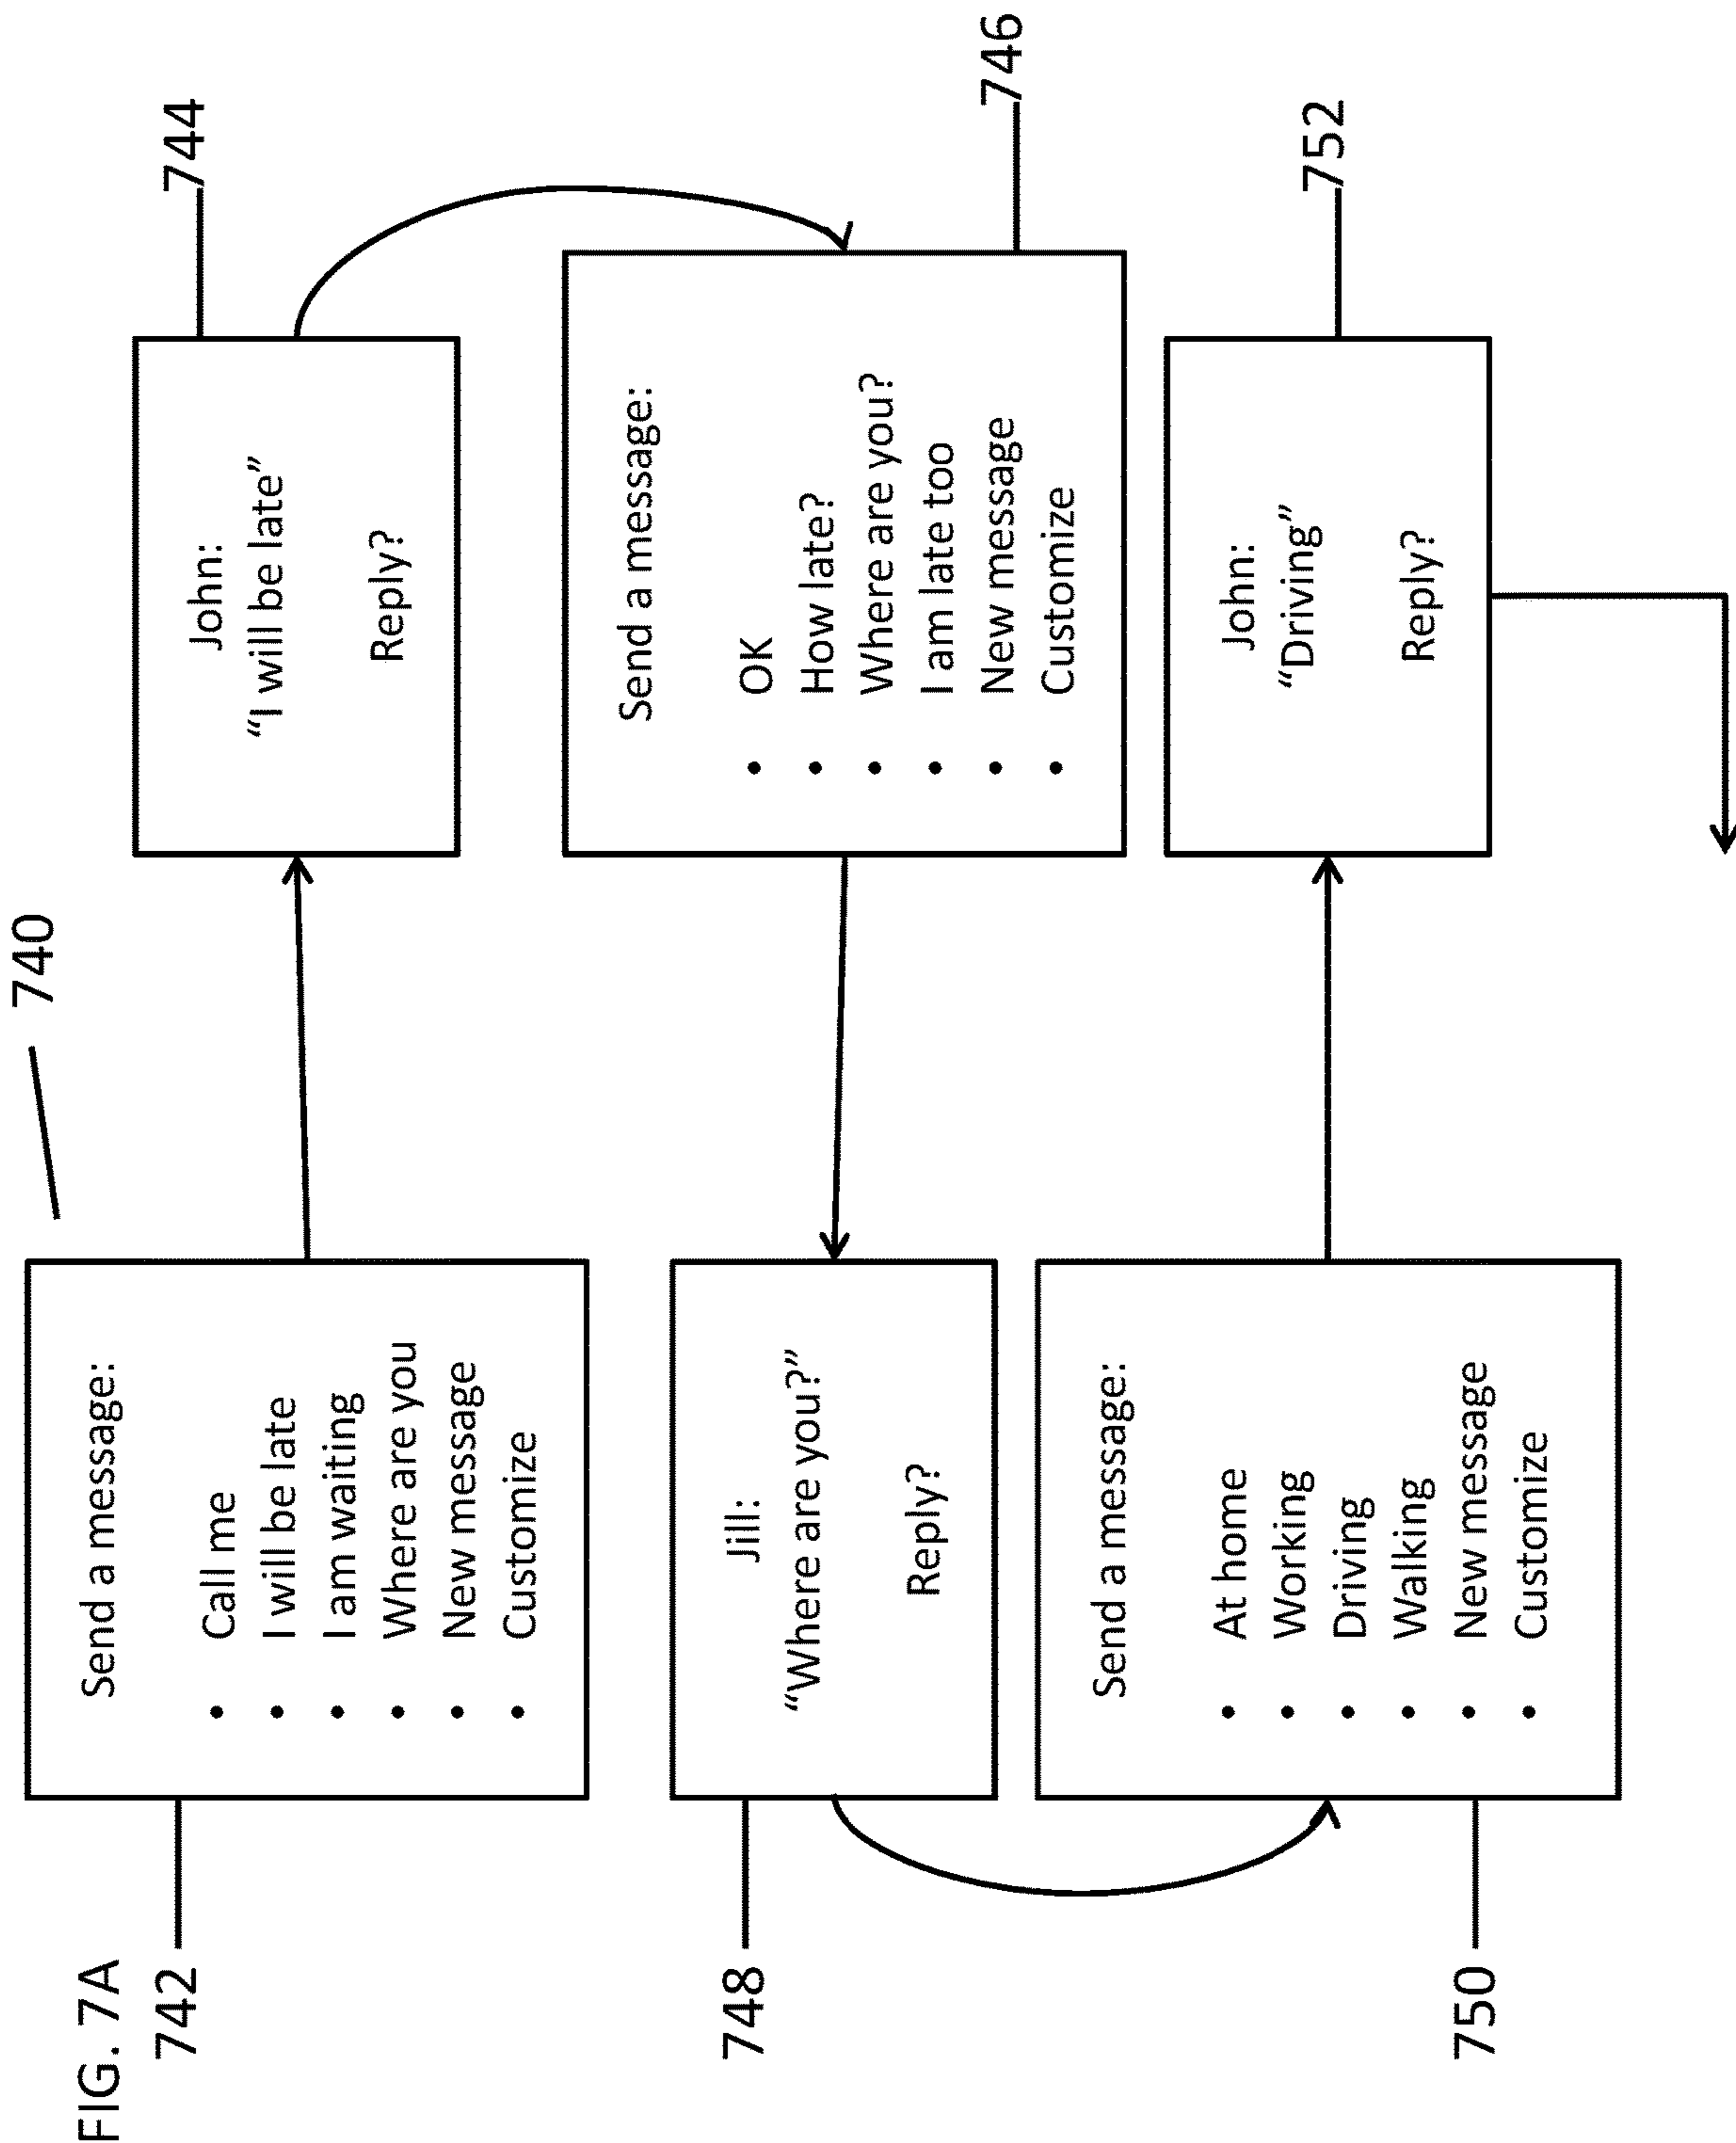 FIG. 7A
740
742
Send a message:
• Call me
• I will be late
• I am waiting
• Where are you
• New message
• Customize
744
John:
“I will be late”
Reply?
746
Send a message:
• OK
• How late?
• Where are you?
• I am late too
• New message
• Customize
748
Jill:
“Where are you?”
Reply?
750
Send a message:
• At home
• Working
• Driving
• Walking
• New message
• Customize
752
John:
“Driving”
Reply?